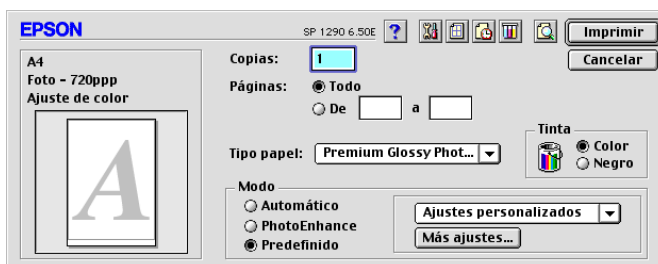 EPSON
SP 1290 6.50E
?
Imprimir
Cancelar
A4
Foto - 720ppp
Ajuste de color
A
Copias: 1
Páginas: Todo
De a
Tipo papel: Premium Glossy Phot...
Tinta
Color
Negro
Modo
Automático
PhotoEnhance
Predefinido
Ajustes personalizados
Más ajustes...